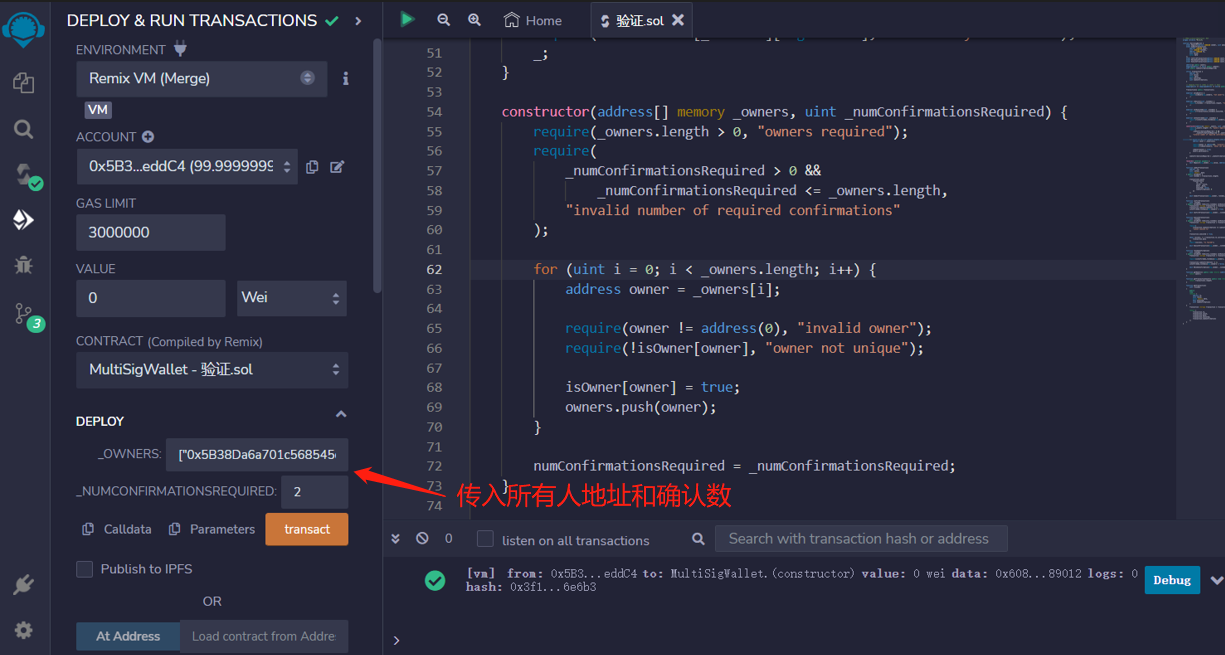 DEPLOY & RUN TRANSACTIONS
ENVIRONMENT
Remix VM (Merge)
VM
ACCOUNT
0x5B3...eddC4 (99.9999999
GAS LIMIT
3000000
VALUE
0
Wei
CONTRACT (Compiled by Remix)
MultiSigWallet - 验证.sol
DEPLOY
_OWNERS:
["0x5B38Da6a701c568545
_NUMCONFIRMATIONSREQUIRED:
2
Calldata
Parameters
transact
Publish to IPFS
OR
At Address
Load contract from Addre
3
Home
验证.sol
51 _;
52 }
53
54 constructor(address[] memory _owners, uint _numConfirmationsRequired) {
55 require(_owners.length > 0, "owners required");
56 require(
57 _numConfirmationsRequired > 0 &&
58 _numConfirmationsRequired <= _owners.length,
59 "invalid number of required confirmations"
60 );
61
62 for (uint i = 0; i < _owners.length; i++) {
63 address owner = _owners[i];
64
65 require(owner != address(0), "invalid owner");
66 require(!isOwner[owner], "owner not unique");
67
68 isOwner[owner] = true;
69 owners.push(owner);
70 }
71
72 numConfirmationsRequired = _numConfirmationsRequired;
73 }
74
传入所有人地址和确认数
0
listen on all transactions
Search with transaction hash or address
[vm] from: 0x5B3...eddC4 to: MultiSigWallet.(constructor) value: 0 wei data: 0x608...89012 logs: 0
hash: 0x3f1...6e6b3
Debug
>